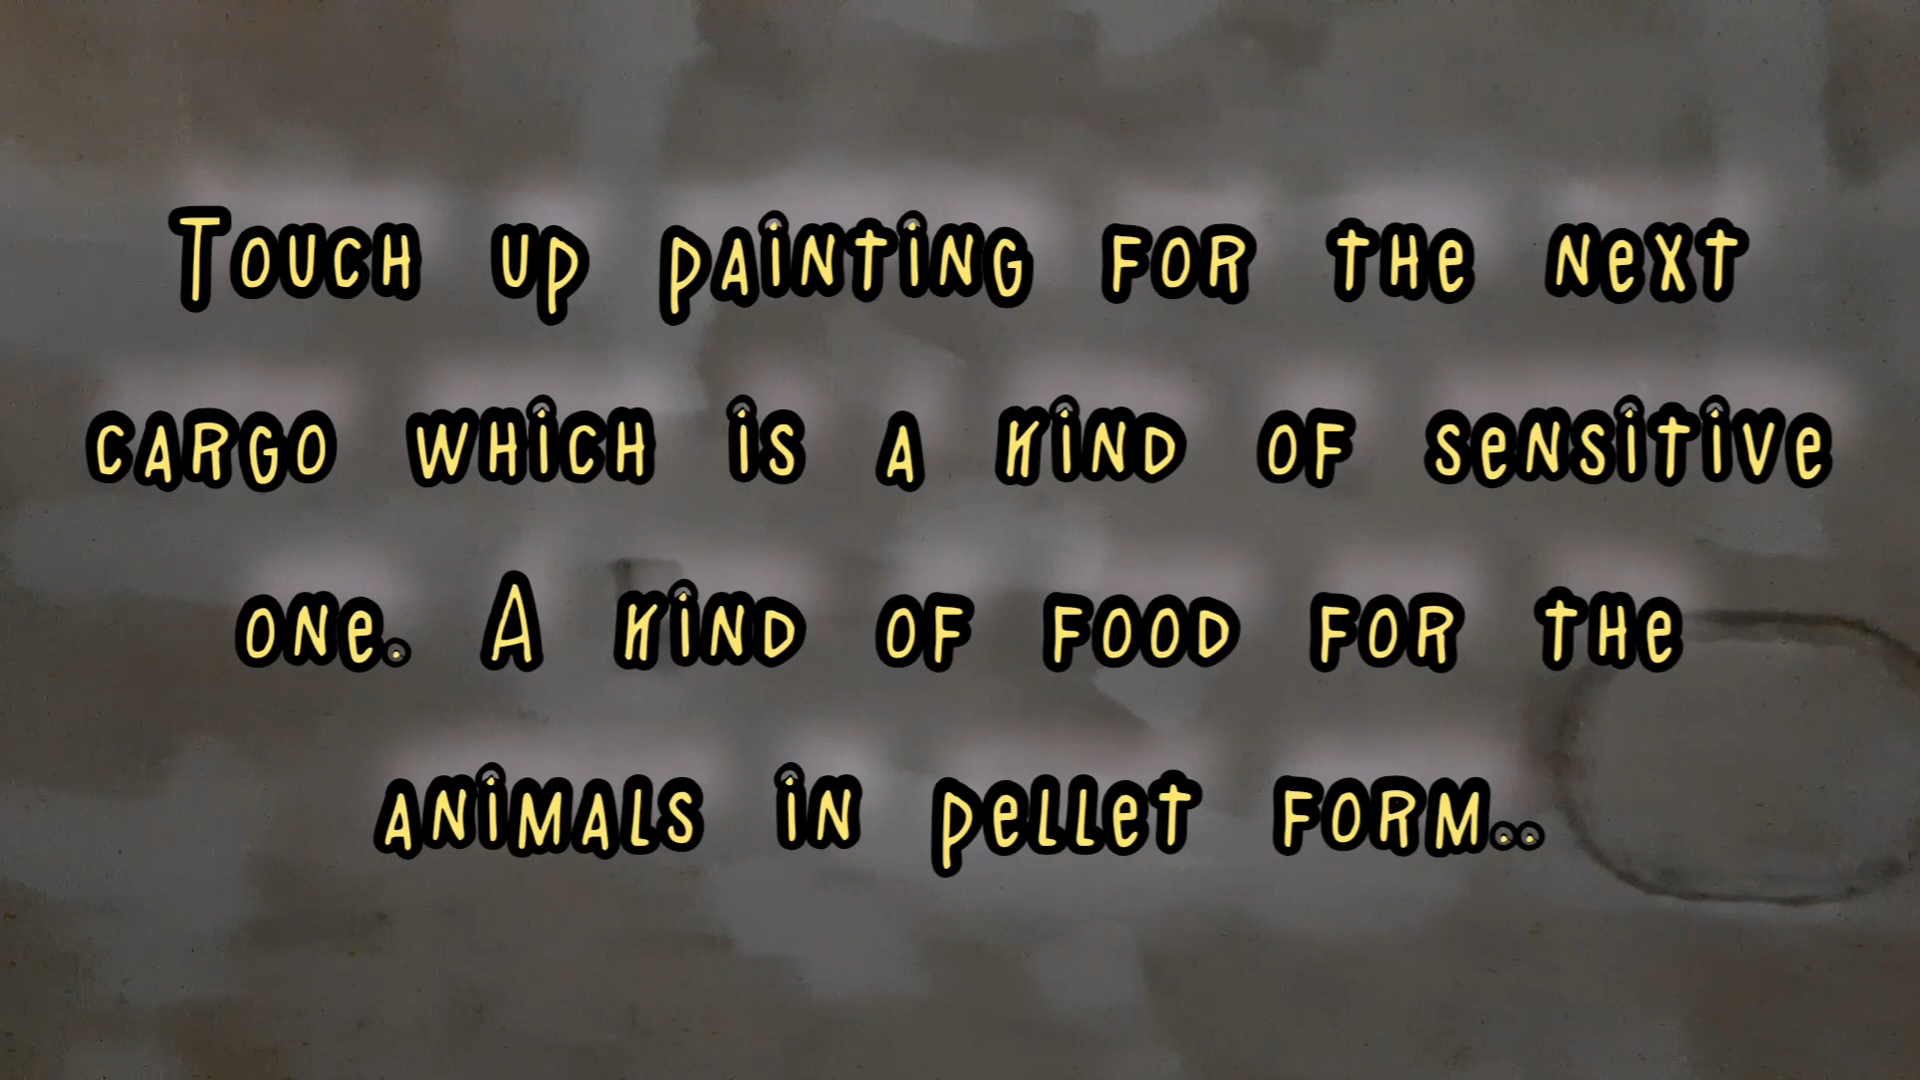 Touch up painting for the next
cargo which is a kind of sensitive
one. A kind of food for the
animals in pellet form..